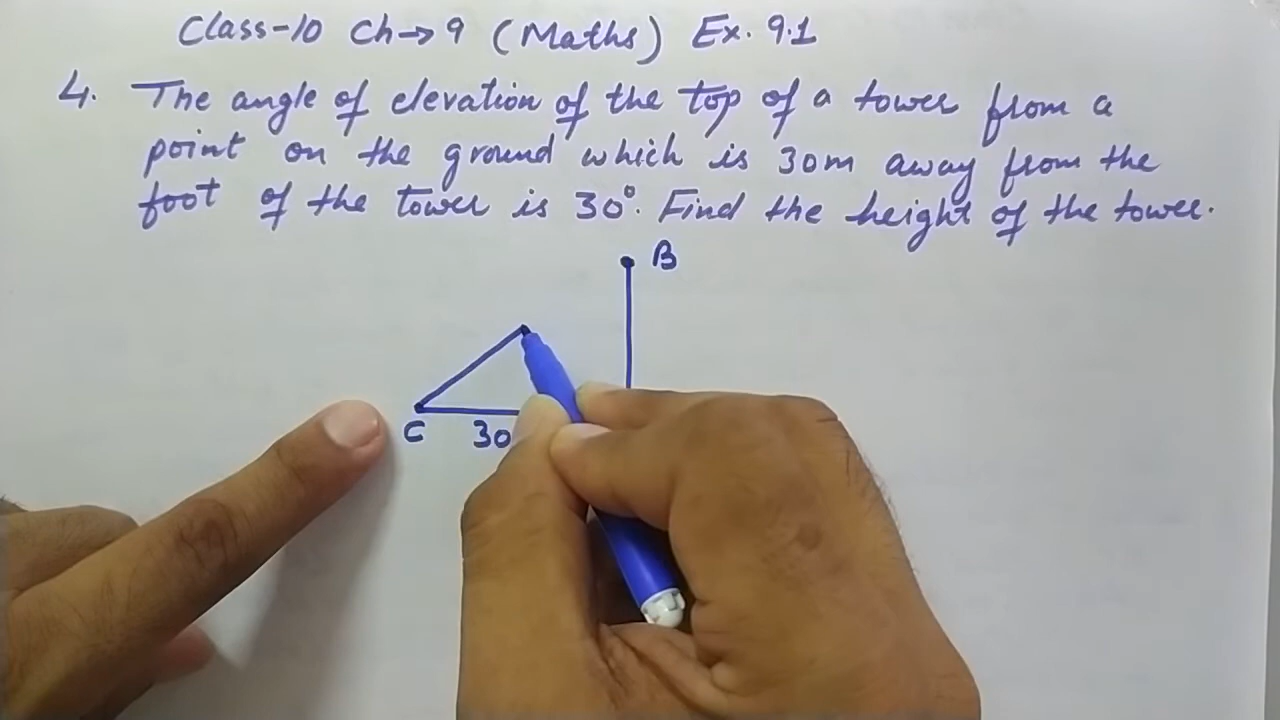 Class-10 Ch→9 (Maths) Ex. 9.1
4. The angle of elevation of the top of a tower from a
point on the ground which is 30m away from the
foot of the tower is 30°. Find the height of the tower.
B
C
30